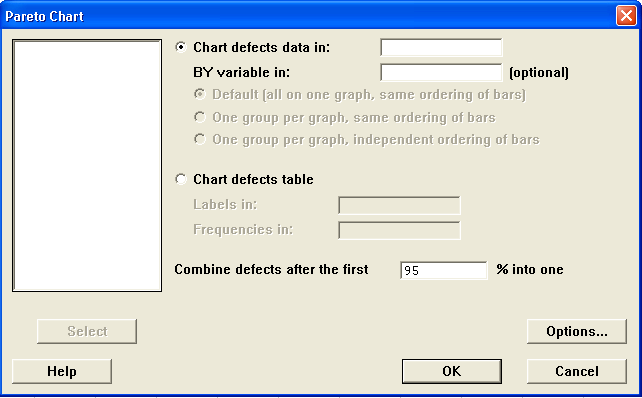 Pareto Chart
Chart defects data in:
BY variable in: (optional)
Default (all on one graph, same ordering of bars)
One group per graph, same ordering of bars
One group per graph, independent ordering of bars
Chart defects table
Labels in:
Frequencies in:
Combine defects after the first 95 % into one
Select
Options...
Help
OK
Cancel